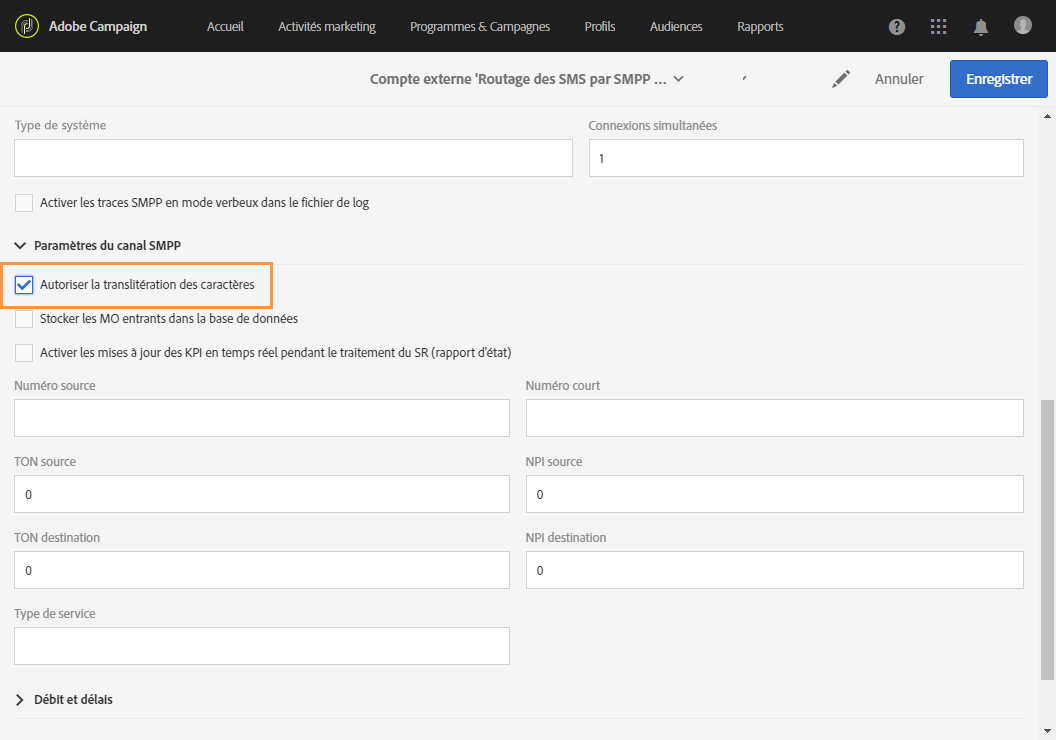 Adobe Campaign Accueil Activités marketing Programmes & Campagnes Profils Audiences Rapports
Compte externe 'Routage des SMS par SMPP ... Annuler Enregistrer
Type de système Connexions simultanées
1
Activer les traces SMPP en mode verbeux dans le fichier de log
Paramètres du canal SMPP
Autoriser la translitération des caractères
Stocker les MO entrants dans la base de données
Activer les mises à jour des KPI en temps réel pendant le traitement du SR (rapport d'état)
Numéro source Numéro court
TON source NPI source
0 0
TON destination NPI destination
0 0
Type de service
Débit et délais